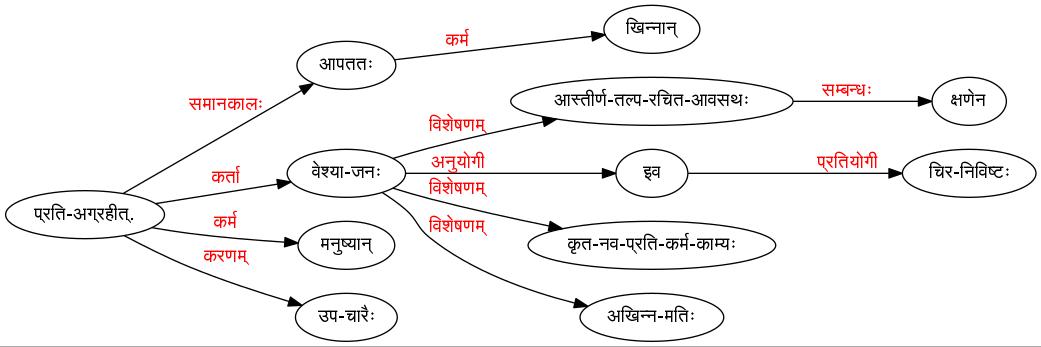 खिन्नान्
कर्म
आपततः
समानकालः
आस्तीर्ण-तल्प-रचित-आवसथः
सम्बन्धः
क्षणेन
विशेषणम्
वेश्या-जनः
अनुयोगी
इव
प्रतियोगी
चिर-निविष्टः
कर्ता
विशेषणम्
प्रति-अग्रहीत्.
कर्म
मनुष्यान्
विशेषणम्
कृत-नव-प्रति-कर्म-काम्यः
करणम्
उप-चारैः
अखिन्न-मतिः